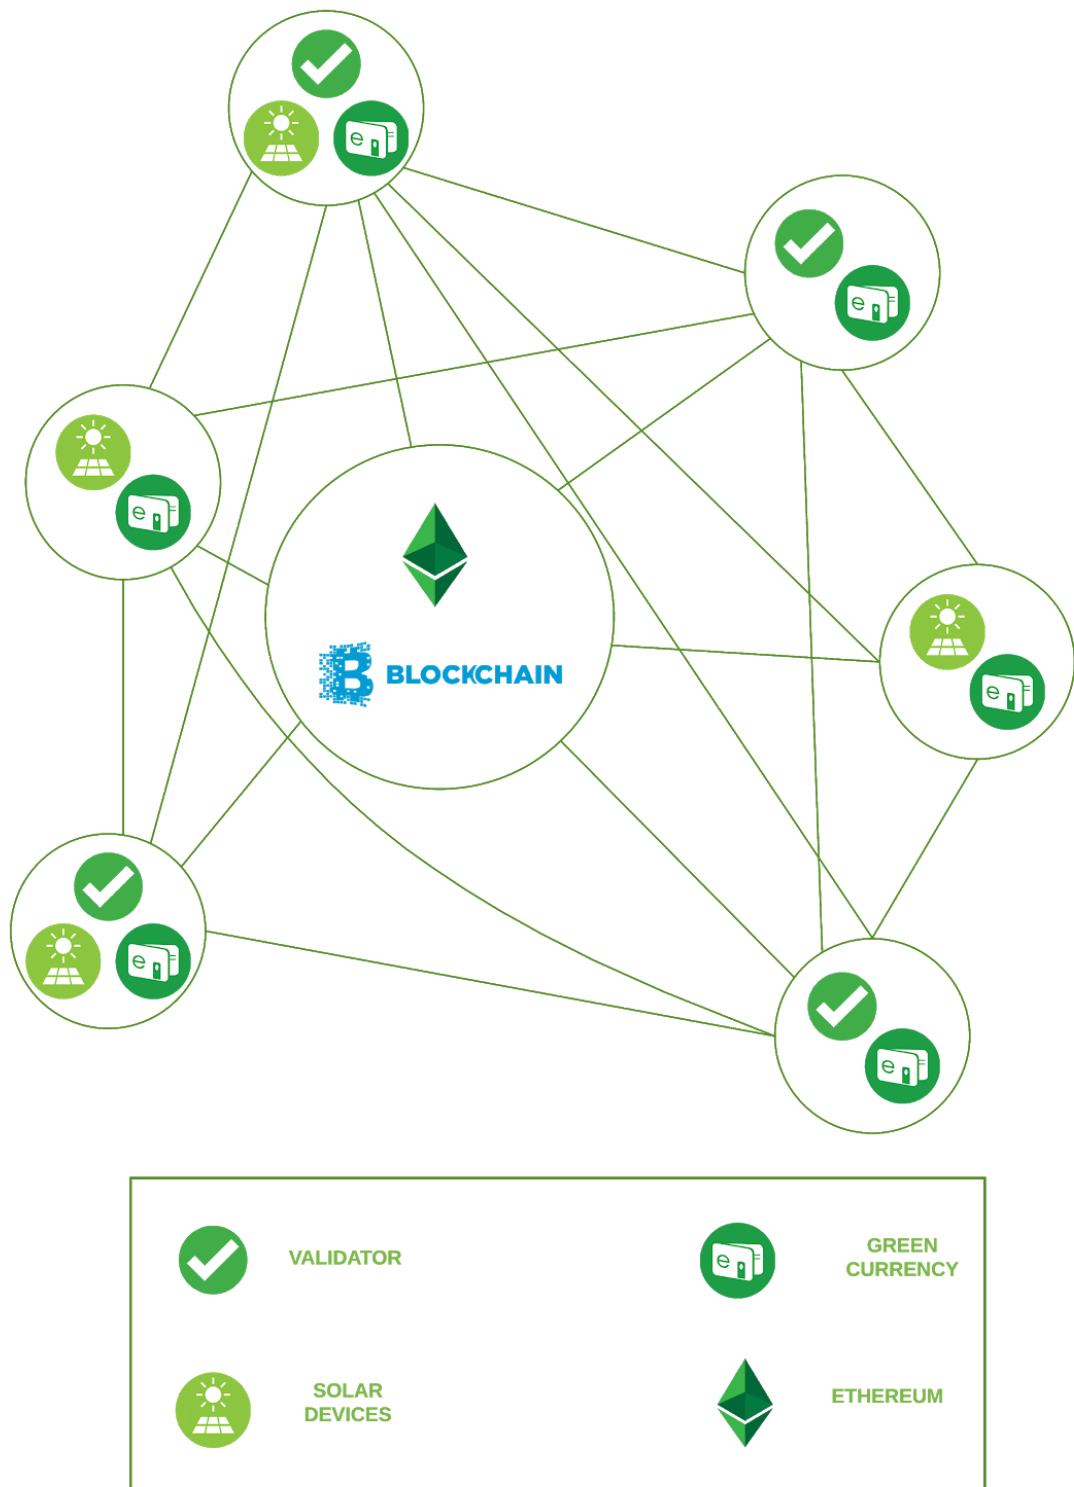 BLOCKCHAIN
VALIDATOR
GREEN
CURRENCY
SOLAR
DEVICES
ETHEREUM